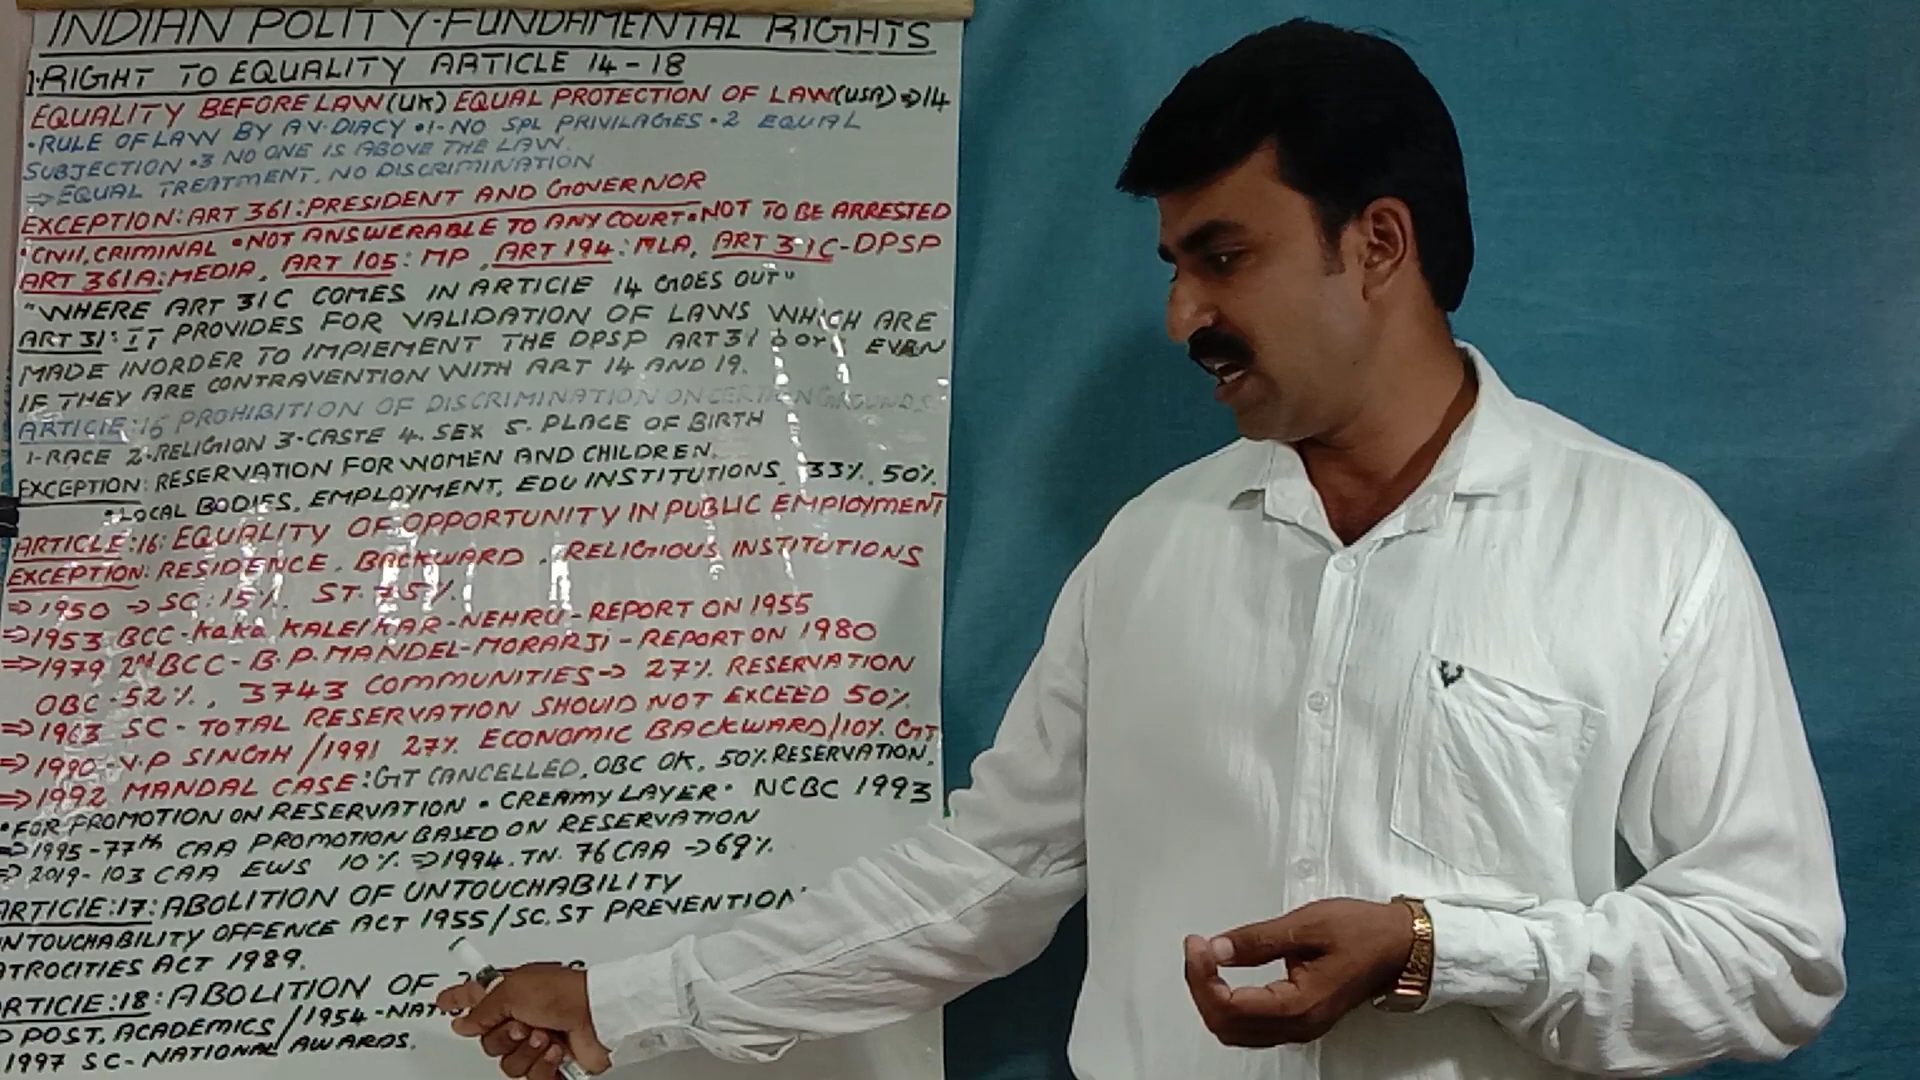 INDIAN POLITY-FUNDAMENTAL RIGHTS
1.RIGHT TO EQUALITY ARTICLE 14-18
EQUALITY BEFORE LAW(UK) EQUAL PROTECTION OF LAW(USA)⇒14
•RULE OF LAW BY A.V.DIACY •1-NO SPL PRIVILAGES •2 EQUAL
SUBJECTION •3 NO ONE IS ABOVE THE LAW.
⇒EQUAL TREATMENT. NO DISCRIMINATION
EXCEPTION: ART 361: PRESIDENT AND GOVERNOR
•CIVIL, CRIMINAL •NOT ANSWERABLE TO ANY COURT•NOT TO BE ARRESTED
ART 361A: MEDIA, ART 105: MP, ART 194: MLA, ART 31C-DPSP
"WHERE ART 31C COMES IN ARTICLE 14 GOES OUT"
ART 31: IT PROVIDES FOR VALIDATION OF LAWS WHICH ARE
MADE INORDER TO IMPLEMENT THE DPSP ART 31 EVEN
IF THEY ARE CONTRAVENTION WITH ART 14 AND 19.
ARTICLE:16 PROHIBITION OF DISCRIMINATION ON CERTAIN GROUNDS
1-RACE 2-RELIGION 3-CASTE 4. SEX 5. PLACE OF BIRTH
EXCEPTION: RESERVATION FOR WOMEN AND CHILDREN.
•LOCAL BODIES, EMPLOYMENT, EDU INSTITUTIONS 33%, 50%.
ARTICLE:16: EQUALITY OF OPPORTUNITY IN PUBLIC EMPLOYMENT
EXCEPTION: RESIDENCE, BACKWARD, RELIGIOUS INSTITUTIONS
⇒1950 → SC:15%. ST. 7.5%.
⇒1953 BCC-Kaka KALELKAR-NEHRU-REPORT ON 1955
⇒1979 2nd BCC-B.P.MANDEL-MORARJI-REPORT ON 1980
OBC-52%, 3743 COMMUNITIES→ 27% RESERVATION
⇒1963 SC-TOTAL RESERVATION SHOULD NOT EXCEED 50%.
⇒1990-V.P SINGH/1991 27% ECONOMIC BACKWARD/10% GT
⇒1992 MANDAL CASE: GT CANCELLED, OBC OK, 50% RESERVATION,
•FOR PROMOTION ON RESERVATION • CREAMY LAYER • NCBC 1993
⇒1995-77th CAA PROMOTION BASED ON RESERVATION
⇒2019-103 CAA EWS 10% ⇒1994. TN. 76 CAA →69%.
ARTICLE:17: ABOLITION OF UNTOUCHABILITY
UNTOUCHABILITY OFFENCE ACT 1955/SC.ST PREVENTION
ATROCITIES ACT 1989.
ARTICLE:18: ABOLITION OF
POST, ACADEMICS/1954-
1997 SC-NATIONAL AWARDS.